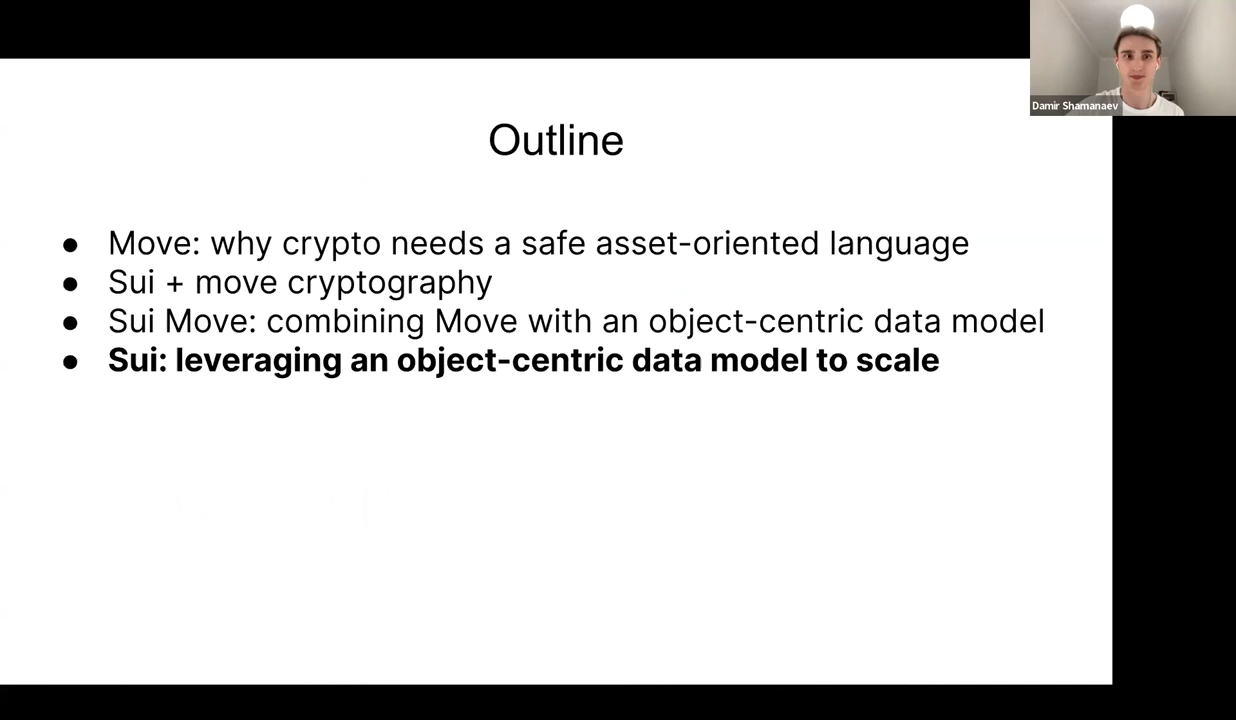 Damir Shamanaev
Outline
● Move: why crypto needs a safe asset-oriented language
● Sui + move cryptography
● Sui Move: combining Move with an object-centric data model
● Sui: leveraging an object-centric data model to scale